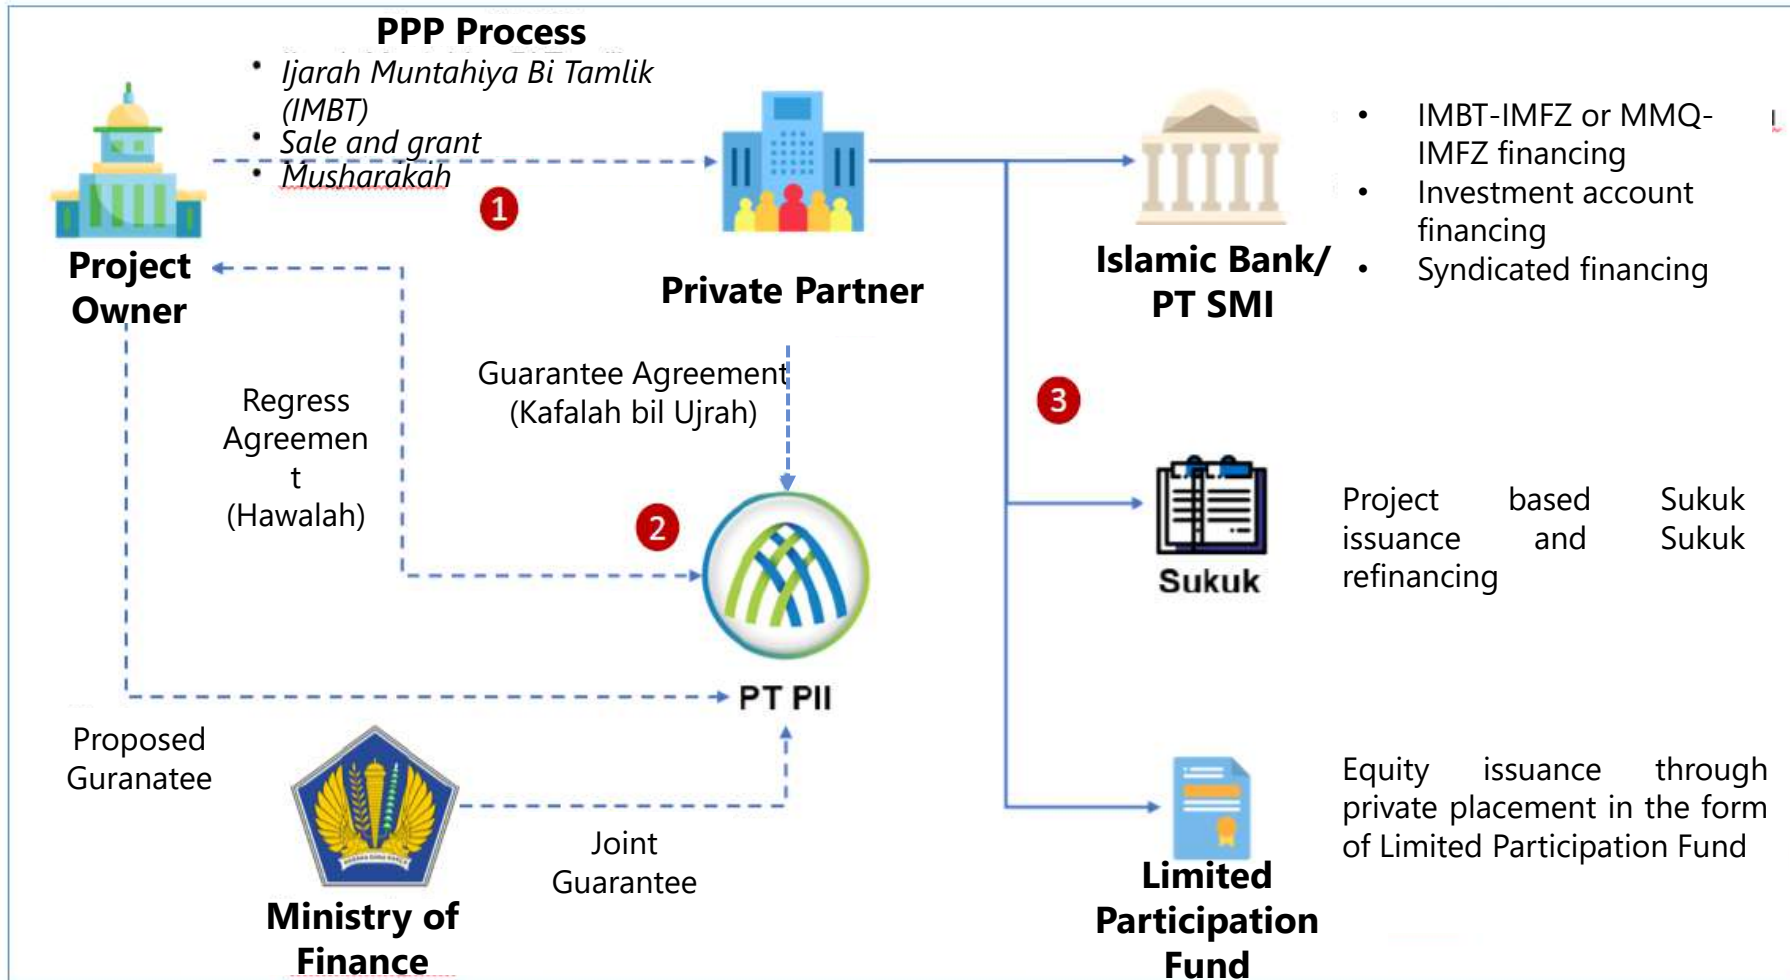 PPP Process
• Ijarah Muntahiya Bi Tamlik
(IMBT)
• Sale and grant
• Musharakah
1
Project
Owner
Private Partner
Islamic Bank/
PT SMI
• IMBT-IMFZ or MMQ-
IMFZ financing
• Investment account
financing
• Syndicated financing
Regress
Agreemen
t
(Hawalah)
Guarantee Agreement
(Kafalah bil Ujrah)
2
3
Sukuk
Project based Sukuk
issuance and Sukuk
refinancing
PT PII
Proposed
Guranatee
Joint
Guarantee
Ministry of
Finance
Limited
Participation
Fund
Equity issuance through
private placement in the form
of Limited Participation Fund